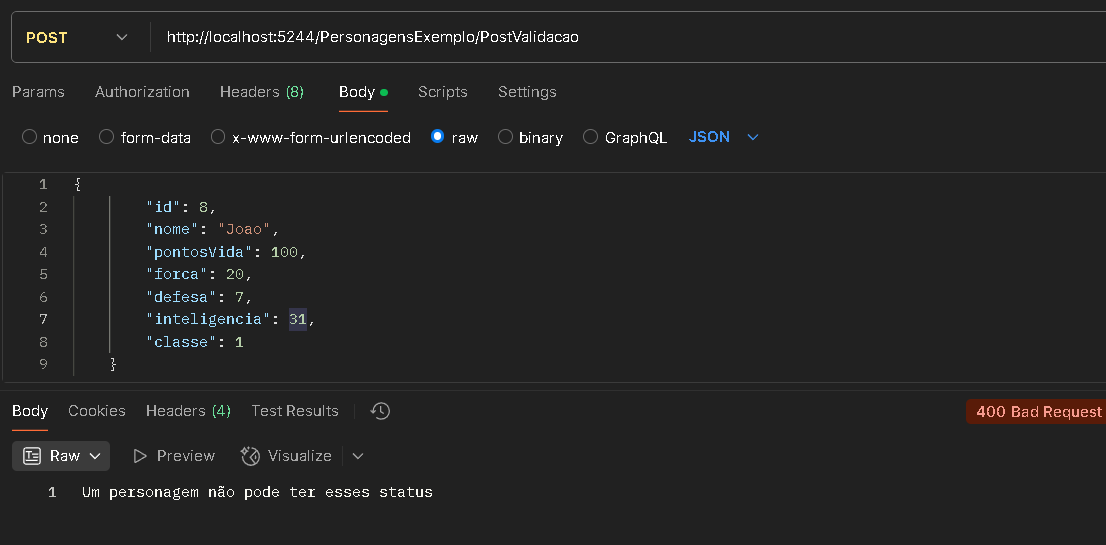 POST http://localhost:5244/PersonagensExemplo/PostValidacao
Params Authorization Headers (8) Body Scripts Settings
none form-data x-www-form-urlencoded raw binary GraphQL JSON
1 {
2 "id": 8,
3 "nome": "Joao",
4 "pontosVida": 100,
5 "forca": 20,
6 "defesa": 7,
7 "inteligencia": 31,
8 "classe": 1
9 }
Body Cookies Headers (4) Test Results 400 Bad Request
Raw Preview Visualize
1 Um personagem não pode ter esses status